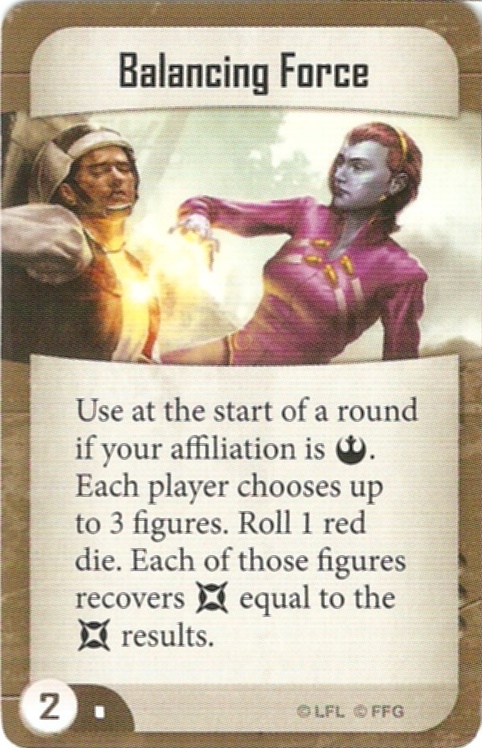 Balancing Force
Use at the start of a round
if your affiliation is .
Each player chooses up
to 3 figures. Roll 1 red
die. Each of those figures
recovers equal to the
results.
2
© LFL © FFG